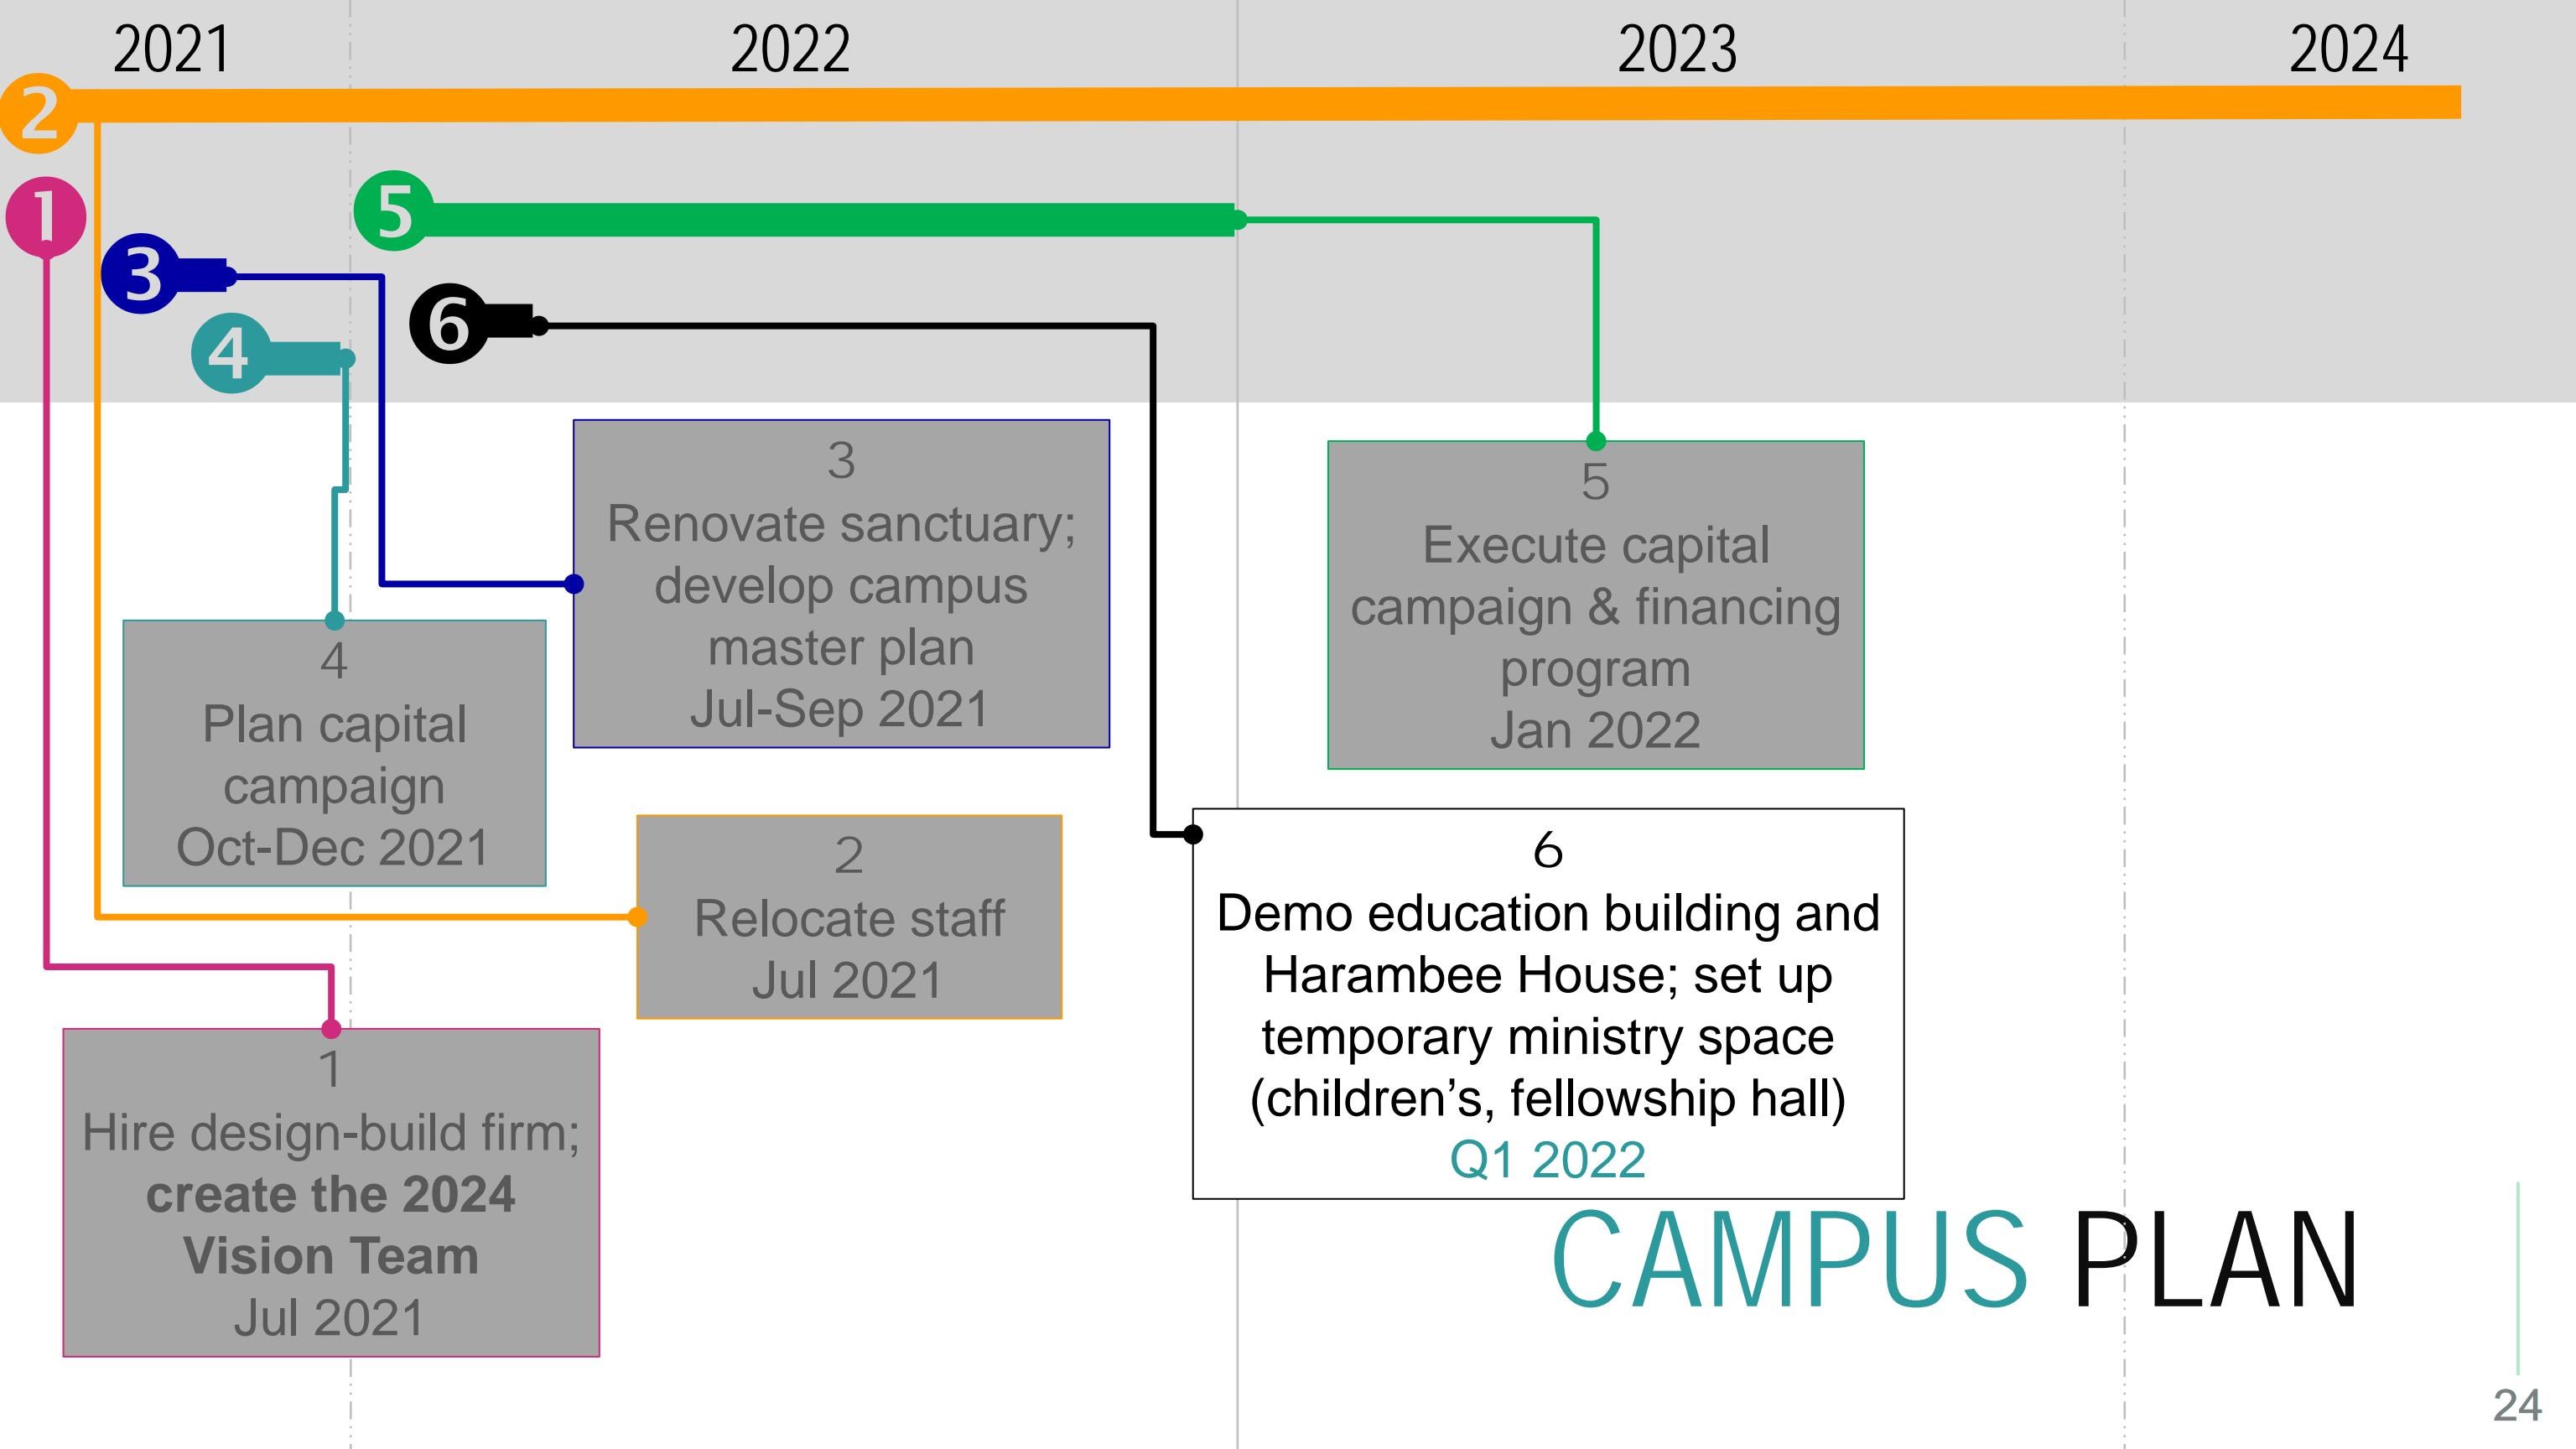 2021
2022
2023
2024
2
1
5
3
6
4
3
Renovate sanctuary;
develop campus
master plan
Jul-Sep 2021
5
Execute capital
campaign & financing
program
Jan 2022
4
Plan capital
campaign
Oct-Dec 2021
2
Relocate staff
Jul 2021
6
Demo education building and
Harambee House; set up
temporary ministry space
(children’s, fellowship hall)
Q1 2022
1
Hire design-build firm;
create the 2024
Vision Team
Jul 2021
CAMPUS PLAN
24